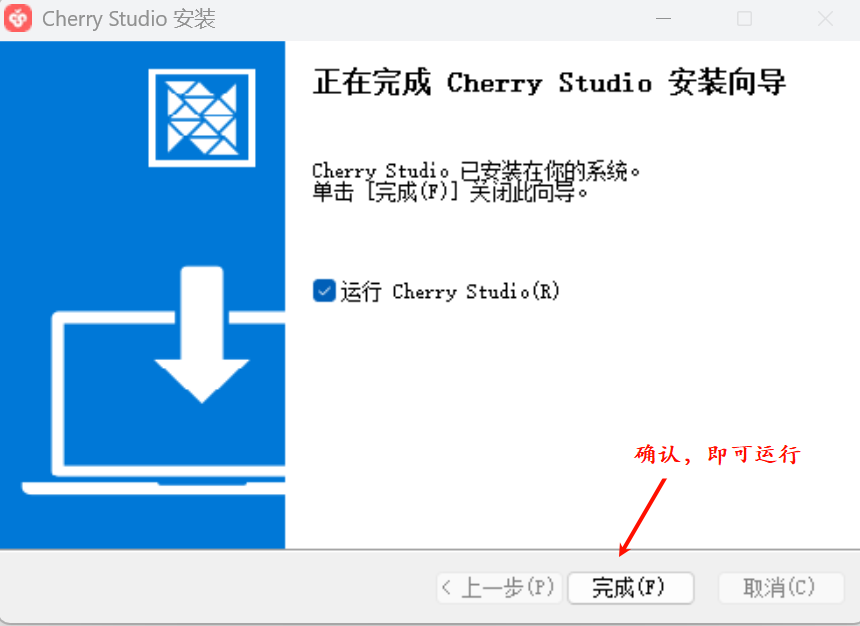 Cherry Studio 安装
正在完成 Cherry Studio 安装向导
Cherry Studio 已安装在你的系统。
单击 [完成(F)] 关闭此向导。
运行 Cherry Studio(R)
确认，即可运行
< 上一步(P)
完成(F)
取消(C)